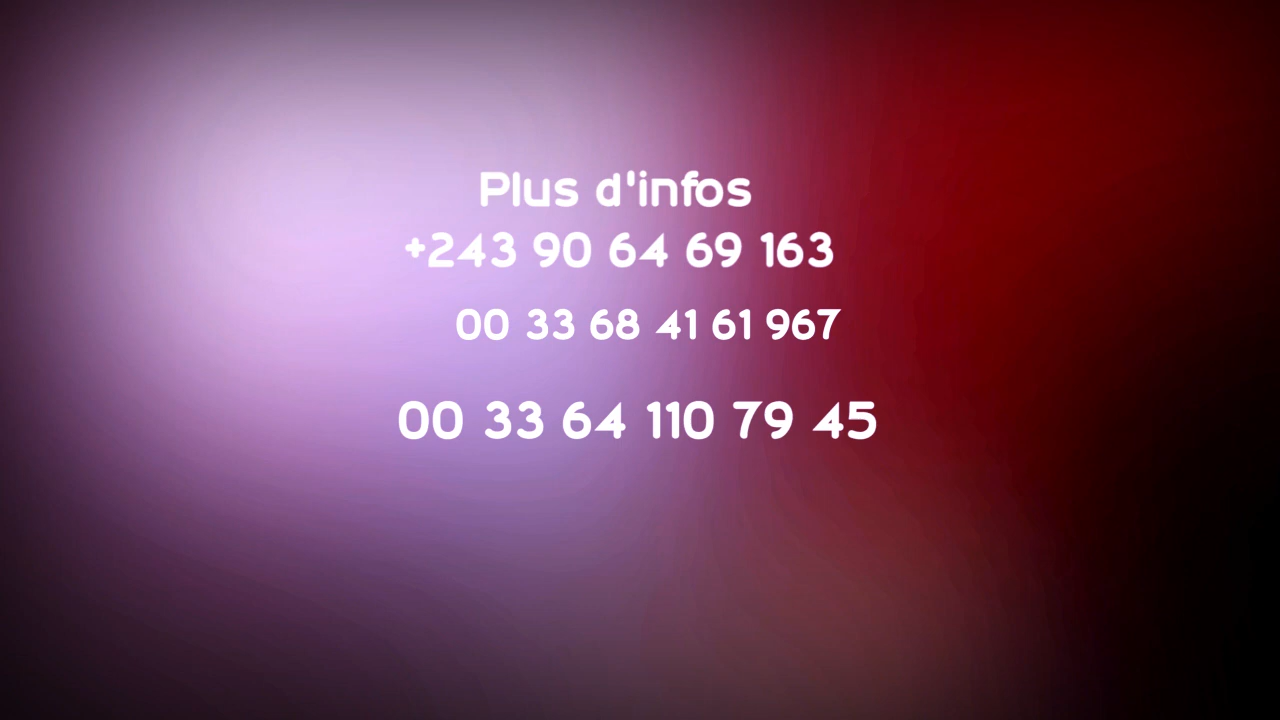 Plus d'infos
+243 90 64 69 163
00 33 68 41 61 967
00 33 64 110 79 45